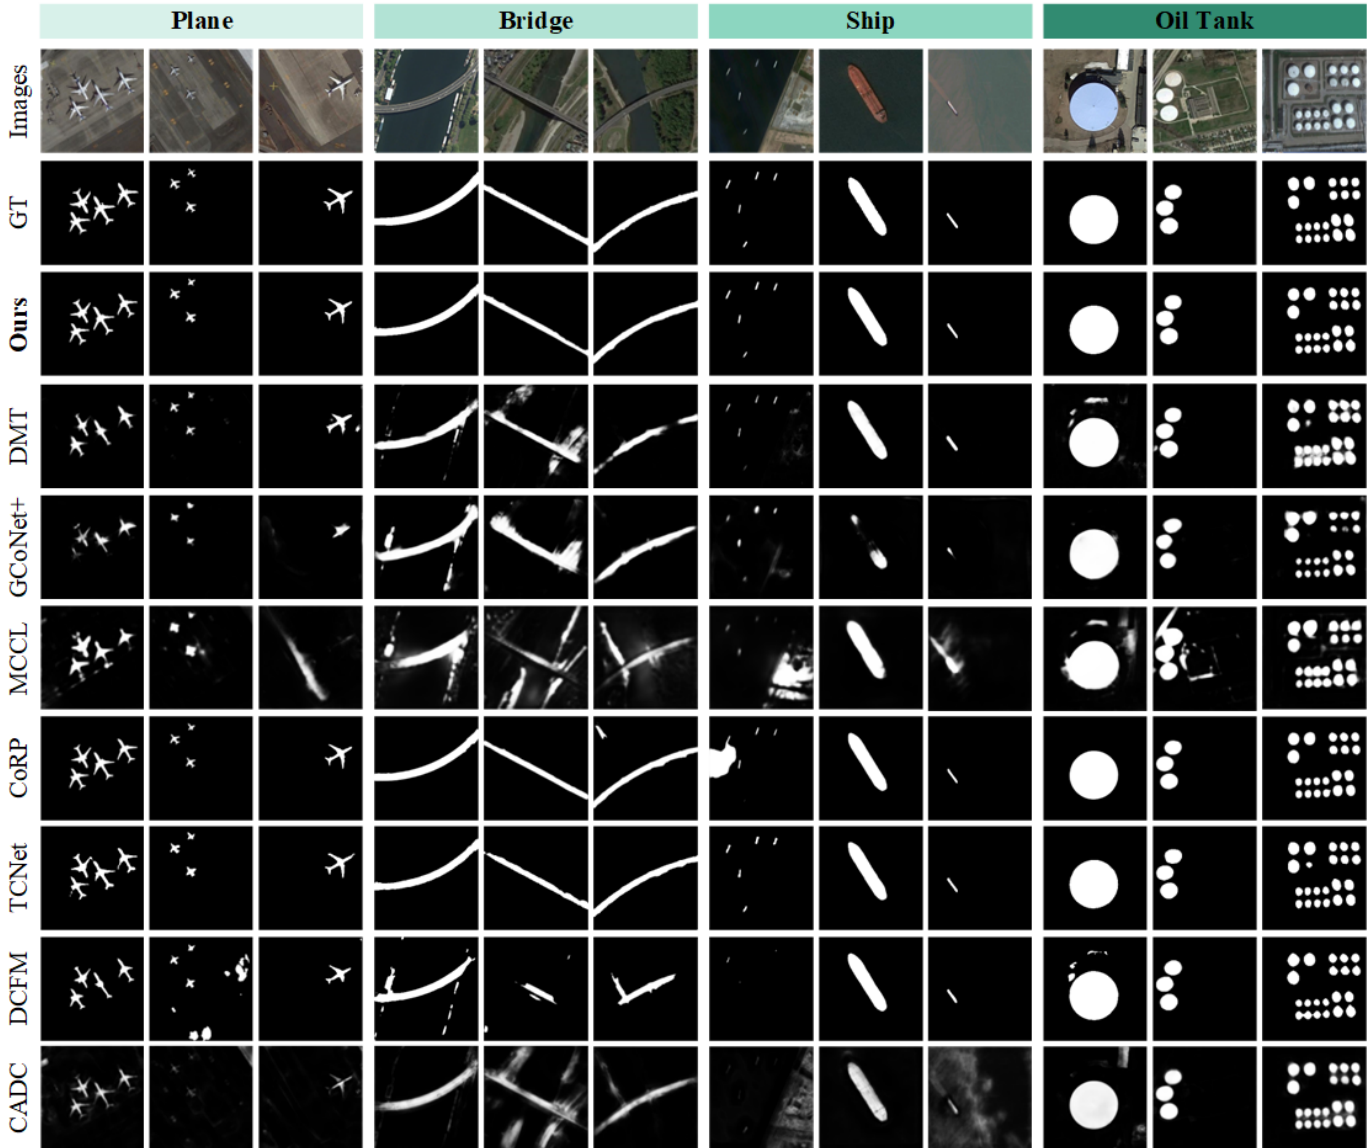 Plane Bridge Ship Oil Tank
Images
GT
Ours
DMT
GCoNet+
MCCL
CoRP
TCNet
DCFM
CADC